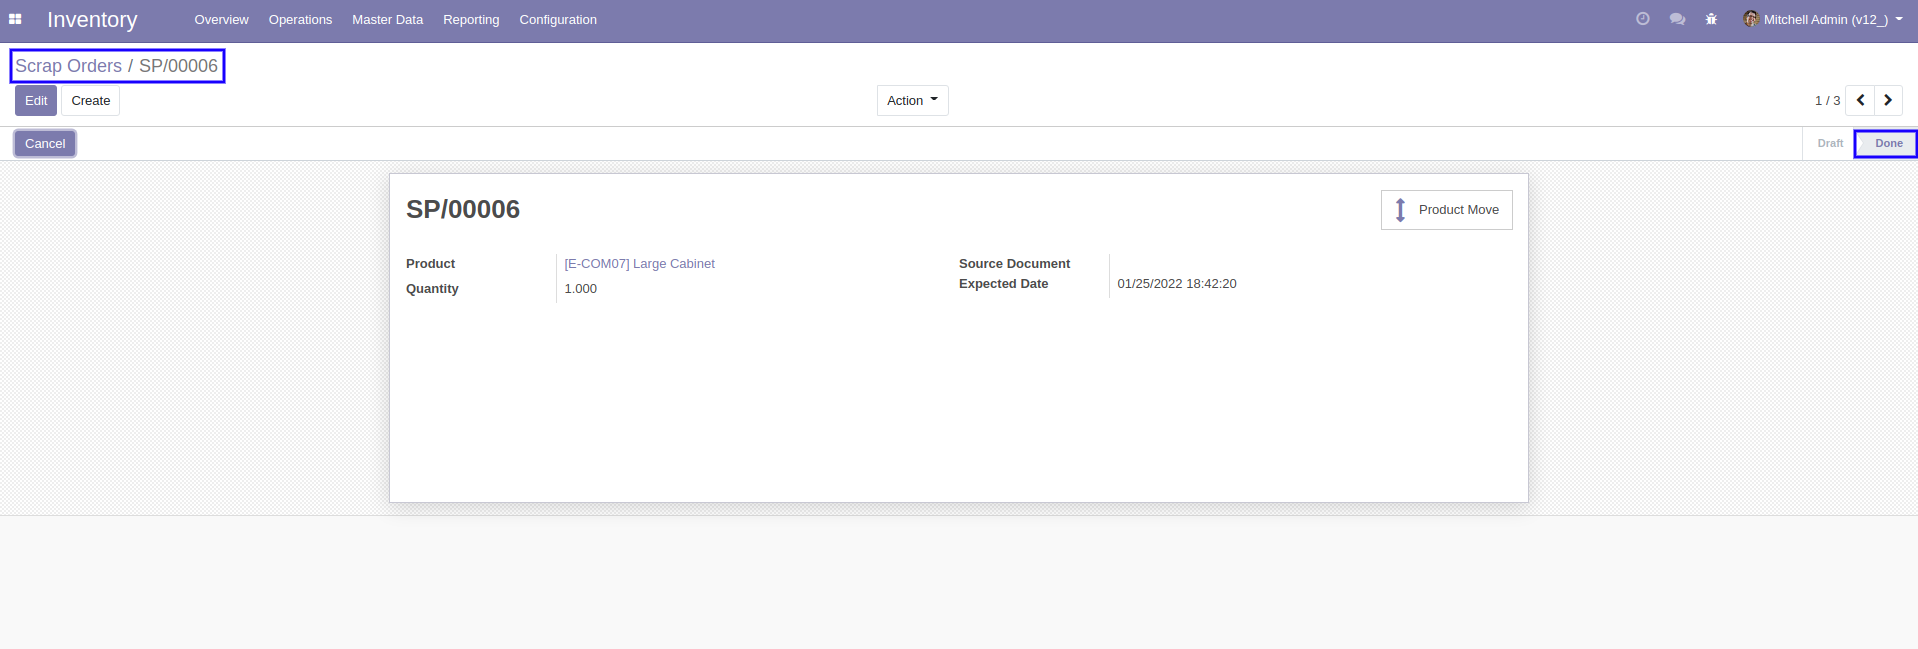 Inventory Overview Operations Master Data Reporting Configuration Mitchell Admin (v12_)
Scrap Orders / SP/00006
Edit Create Action 1 / 3
Cancel Draft Done
SP/00006 Product Move
Product [E-COM07] Large Cabinet Source Document
Quantity 1.000 Expected Date 01/25/2022 18:42:20